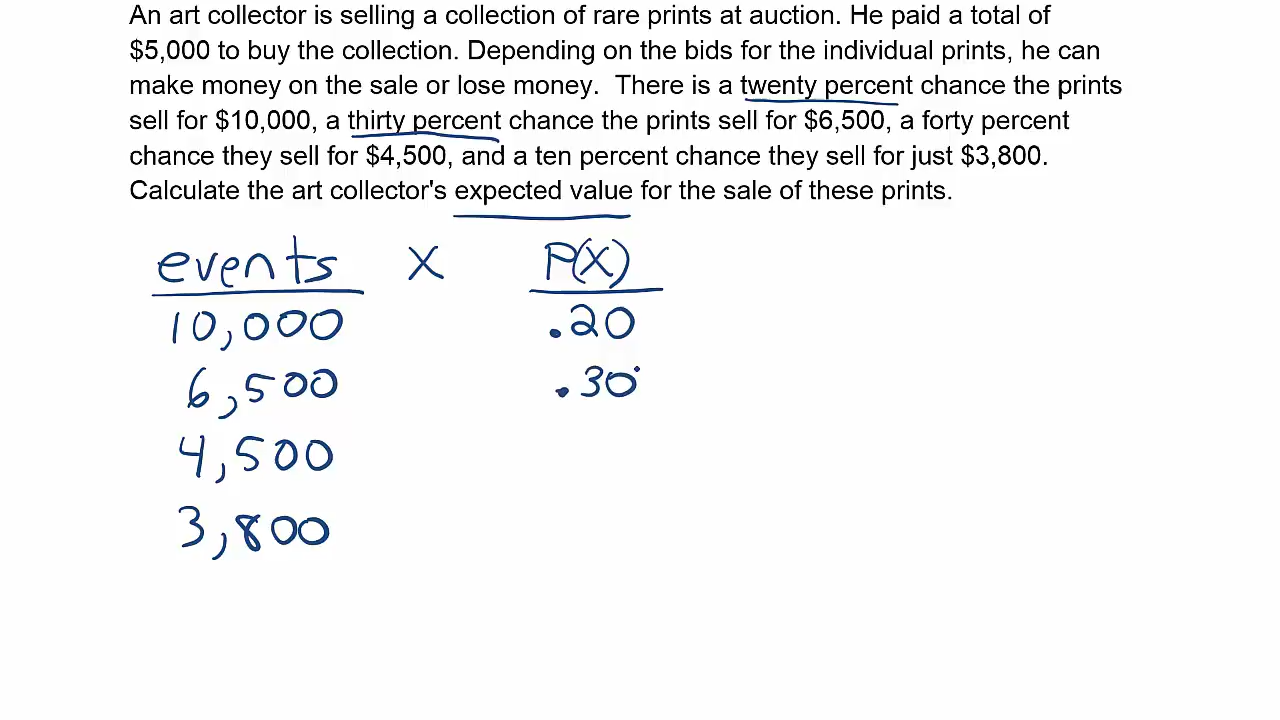 An art collector is selling a collection of rare prints at auction. He paid a total of
$5,000 to buy the collection. Depending on the bids for the individual prints, he can
make money on the sale or lose money.  There is a twenty percent chance the prints
sell for $10,000, a thirty percent chance the prints sell for $6,500, a forty percent
chance they sell for $4,500, and a ten percent chance they sell for just $3,800.
Calculate the art collector's expected value for the sale of these prints.
events X P(X)
10,000 .20
6,500 .30
4,500
3,800